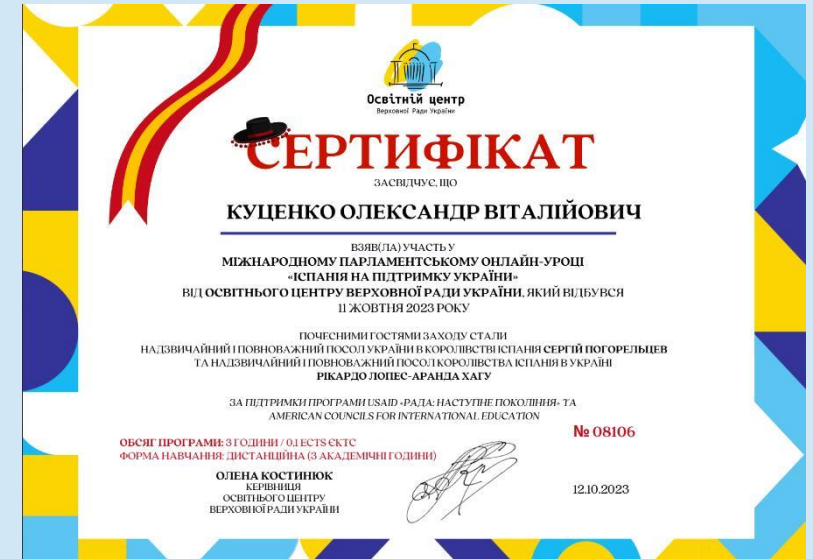 Освітній центр
Верховної Ради України
СЕРТИФІКАТ
ЗАСВІДЧУЄ, ЩО
КУЦЕНКО ОЛЕКСАНДР ВІТАЛІЙОВИЧ
ВЗЯВ(ЛА) УЧАСТЬ У
МІЖНАРОДНОМУ ПАРЛАМЕНТСЬКОМУ ОНЛАЙН-УРОЦІ
«ІСПАНІЯ НА ПІДТРИМКУ УКРАЇНИ»
ВІД ОСВІТНЬОГО ЦЕНТРУ ВЕРХОВНОЇ РАДИ УКРАЇНИ, ЯКИЙ ВІДБУВСЯ
11 ЖОВТНЯ 2023 РОКУ
ПОЧЕСНИМИ ГОСТЯМИ ЗАХОДУ СТАЛИ
НАДЗВИЧАЙНИЙ І ПОВНОВАЖНИЙ ПОСОЛ УКРАЇНИ В КОРОЛІВСТВІ ІСПАНІЯ СЕРГІЙ ПОГОРЕЛЬЦЕВ
ТА НАДЗВИЧАЙНИЙ І ПОВНОВАЖНИЙ ПОСОЛ КОРОЛІВСТВА ІСПАНІЯ В УКРАЇНІ
РІКАРДО ЛОПЕС-АРАНДА ХАГУ
ЗА ПІДТРИМКИ ПРОГРАМИ USAID «РАДА: НАСТУПНЕ ПОКОЛІННЯ» ТА
AMERICAN COUNCILS FOR INTERNATIONAL EDUCATION
№ 08106
ОБСЯГ ПРОГРАМИ: 3 ГОДИНИ / 0,1 ECTS ЄКТС
ФОРМА НАВЧАННЯ: ДИСТАНЦІЙНА (3 АКАДЕМІЧНІ ГОДИНИ)
ОЛЕНА КОСТИНЮК
КЕРІВНИЦЯ
ОСВІТНЬОГО ЦЕНТРУ
ВЕРХОВНОЇ РАДИ УКРАЇНИ
12.10.2023